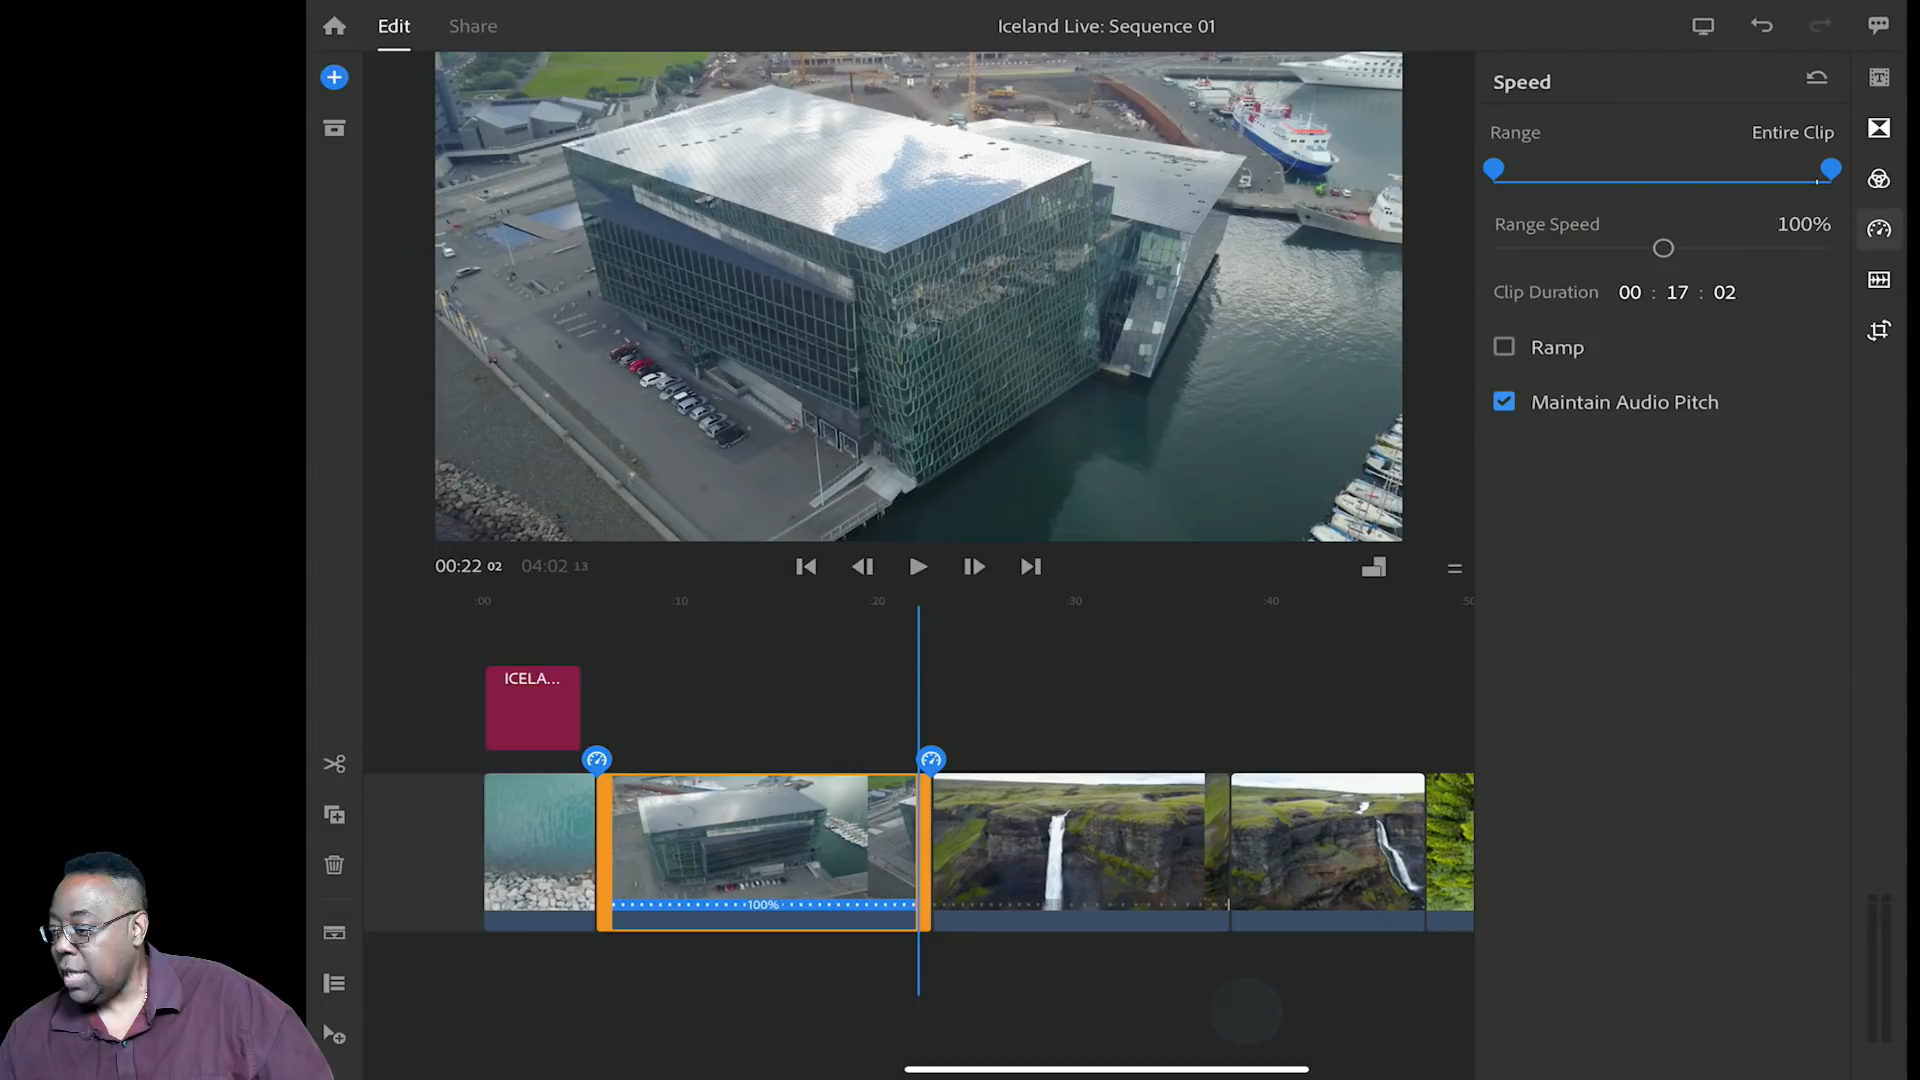 Edit Share Iceland Live: Sequence 01
Speed
Range Entire Clip
Range Speed 100%
Clip Duration 00 : 17 : 02
Ramp
Maintain Audio Pitch
00:22 02 04:02 13
:00 :10 :20 :30 :40 :50
ICELA...
100%